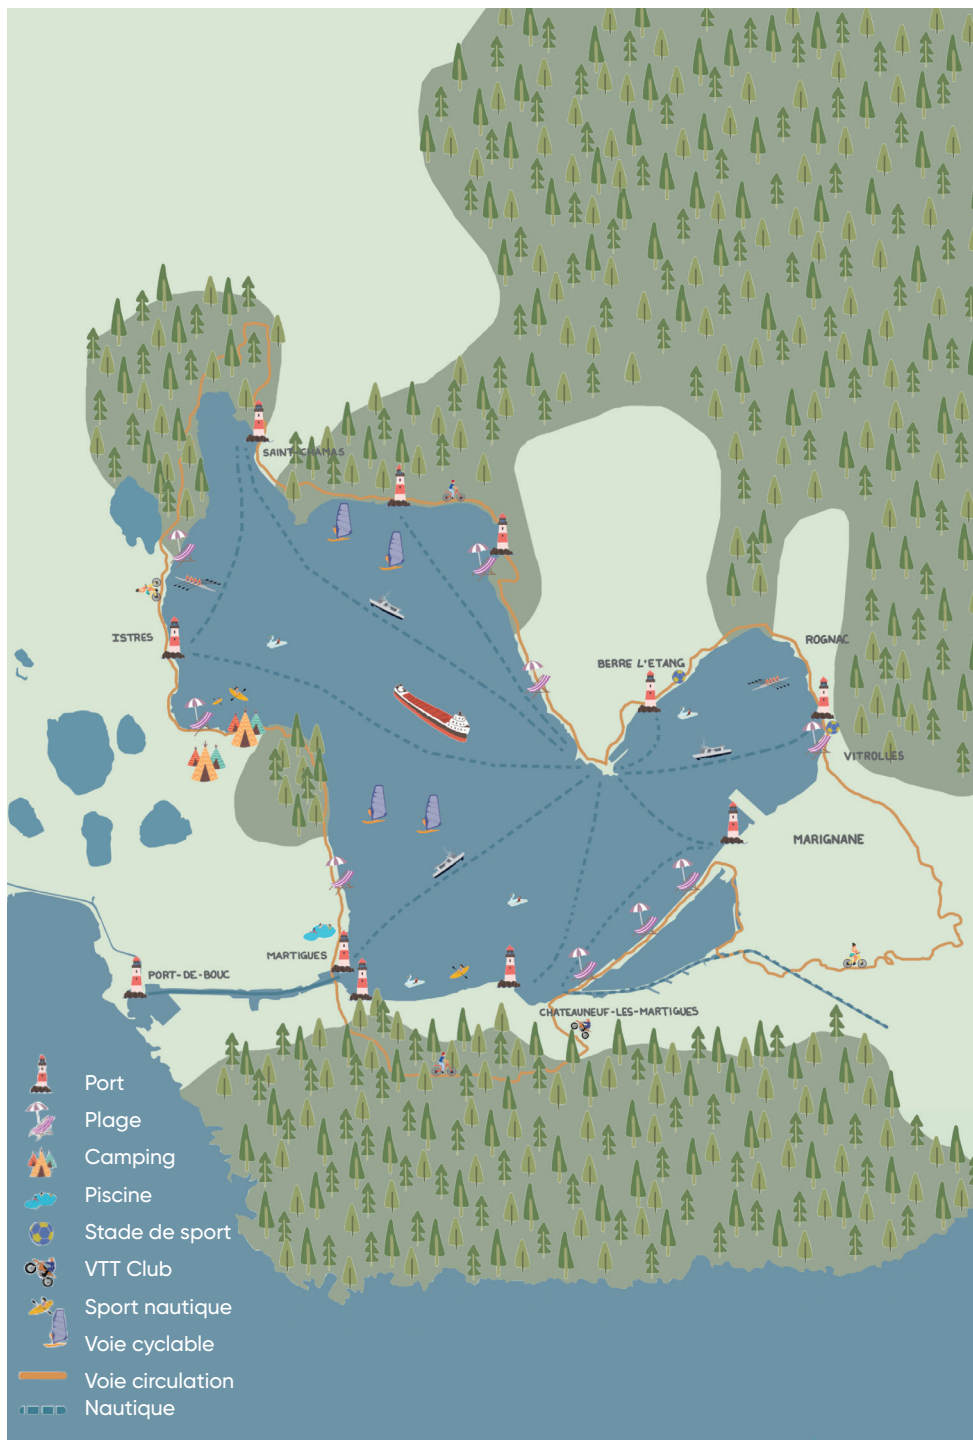 SAINT-CHAMAS
ISTRES
BERRE L'ETANG
ROGNAC
VITROLLES
MARIGNANE
MARTIGUES
PORT-DE-BOUC
CHATEAUNEUF-LES-MARTIGUES
Port
Plage
Camping
Piscine
Stade de sport
VTT Club
Sport nautique
Voie cyclable
Voie circulation
Nautique